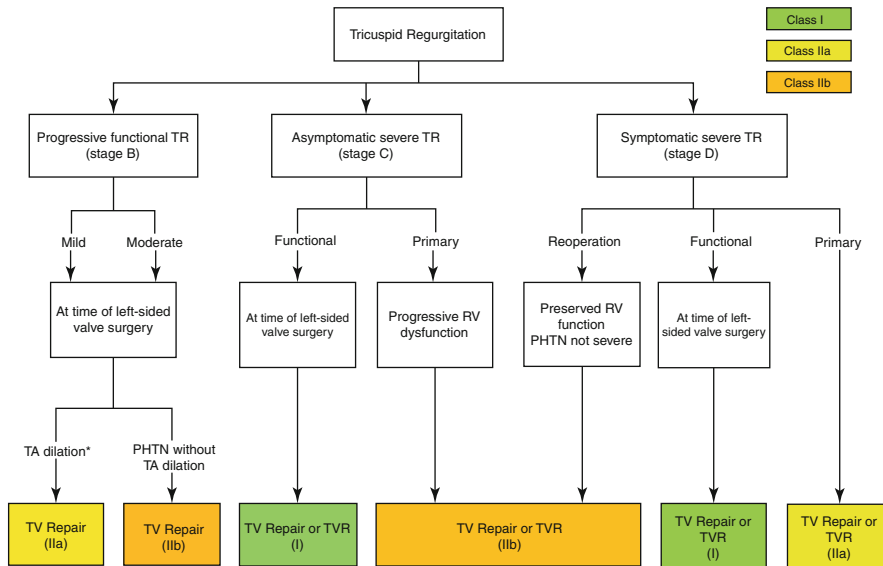 Tricuspid Regurgitation
Class I
Class IIa
Class IIb
Progressive functional TR
(stage B)
Asymptomatic severe TR
(stage C)
Symptomatic severe TR
(stage D)
Mild
Moderate
Functional
Primary
Reoperation
Functional
Primary
At time of left-sided
valve surgery
At time of left-sided
valve surgery
Progressive RV
dysfunction
Preserved RV
function
PHTN not severe
At time of left-
sided valve surgery
TA dilation*
PHTN without
TA dilation
TV Repair
(IIa)
TV Repair
(IIb)
TV Repair or TVR
(I)
TV Repair or TVR
(IIb)
TV Repair or
TVR
(I)
TV Repair or
TVR
(IIa)